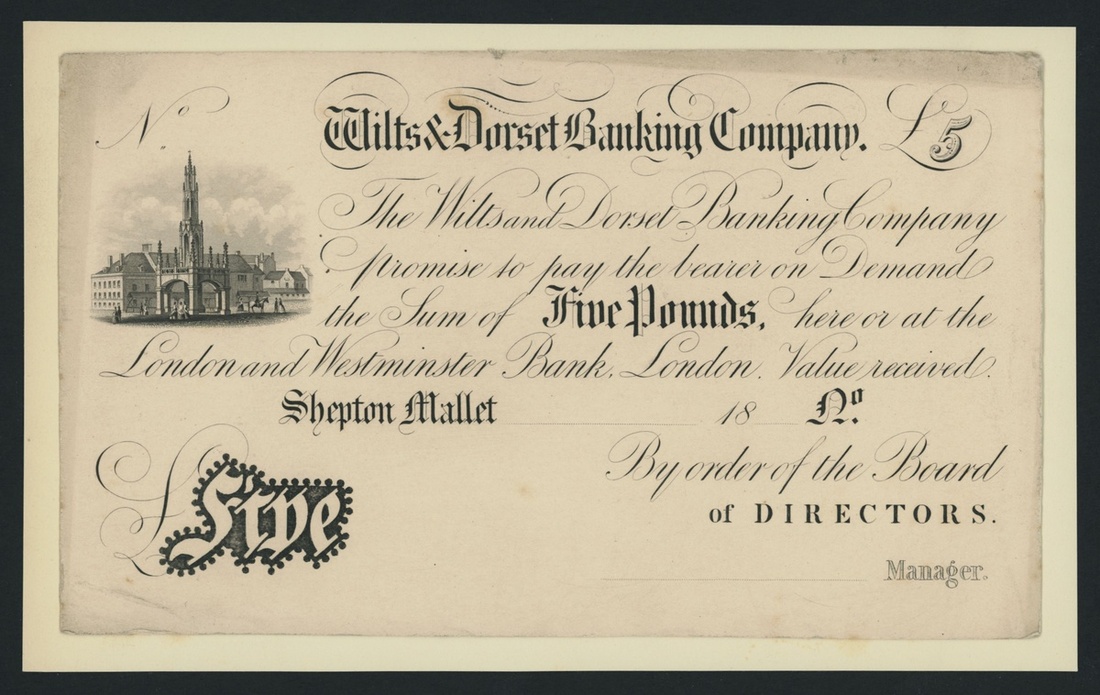 No
Wilts & Dorset Banking Company. £5
The Wilts and Dorset Banking Company
promise to pay the bearer on Demand
the Sum of Five Pounds, here or at the
London and Westminster Bank, London. Value received.
Shepton Mallet 18 No.
By order of the Board
of DIRECTORS.
£ Five
Manager.